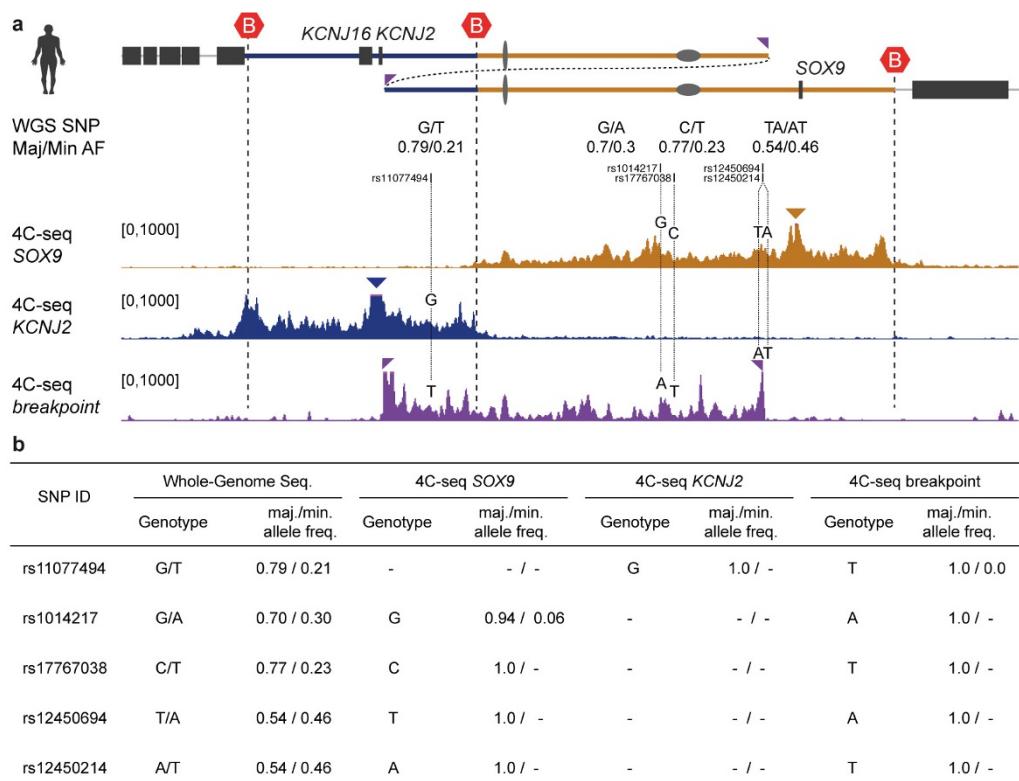 a
B
B
B
KCNJ16 KCNJ2
SOX9
WGS SNP
Maj/Min AF
G/T
0.79/0.21
G/A
0.7/0.3
C/T
0.77/0.23
TA/AT
0.54/0.46
rs11077494
rs1014217
rs17767038
rs12450694
rs12450214
4C-seq
SOX9
[0,1000]
G
C
TA
4C-seq
KCNJ2
[0,1000]
G
4C-seq
breakpoint
[0,1000]
T
A
T
AT
b
SNP ID Whole-Genome Seq. 4C-seq SOX9 4C-seq KCNJ2 4C-seq breakpoint
Genotype maj./min. allele freq. Genotype maj./min. allele freq. Genotype maj./min. allele freq. Genotype maj./min. allele freq.
rs11077494 G/T 0.79 / 0.21 - - / - G 1.0 / - T 1.0 / 0.0
rs1014217 G/A 0.70 / 0.30 G 0.94 / 0.06 - - / - A 1.0 / -
rs17767038 C/T 0.77 / 0.23 C 1.0 / - - - / - T 1.0 / -
rs12450694 T/A 0.54 / 0.46 T 1.0 / - - - / - A 1.0 / -
rs12450214 A/T 0.54 / 0.46 A 1.0 / - - - / - T 1.0 / -